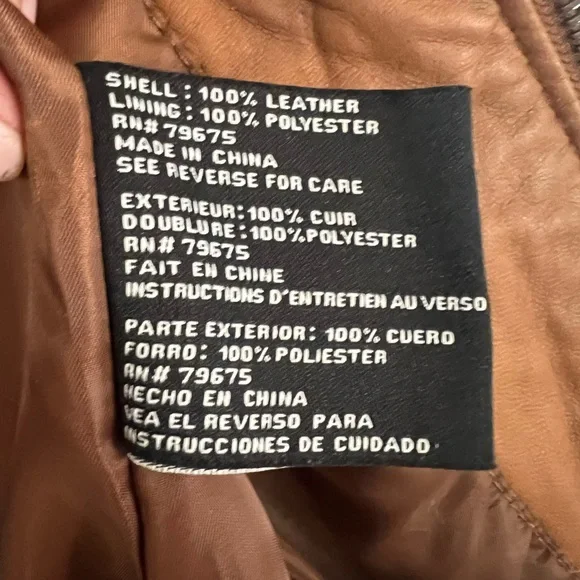 SHELL : 100% LEATHER
LINING: 100% POLYESTER
RN# 79675
MADE IN CHINA
SEE REVERSE FOR CARE
EXTERIEUR: 100% CUIR
DOUBLURE: 100% POLYESTER
RN# 79675
FAIT EN CHINE
INSTRUCTIONS D'ENTRETIEN AU VERSO
PARTE EXTERIOR: 100% CUERO
FORRO: 100% POLIESTER
RN# 79675
HECHO EN CHINA
VEA EL REVERSO PARA
INSTRUCCIONES DE CUIDADO